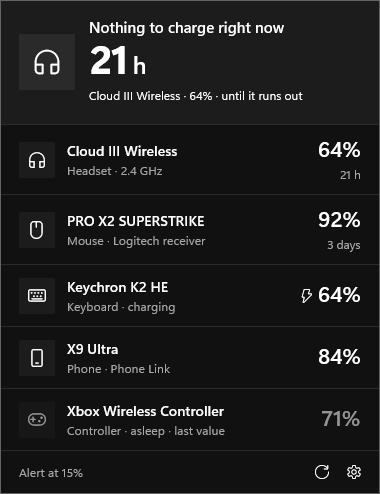 Nothing to charge right now
21 h
Cloud III Wireless · 64% · until it runs out
Cloud III Wireless
64%
Headset · 2.4 GHz
21 h
PRO X2 SUPERSTRIKE
92%
Mouse · Logitech receiver
3 days
Keychron K2 HE
64%
Keyboard · charging
X9 Ultra
84%
Phone · Phone Link
Xbox Wireless Controller
71%
Controller · asleep · last value
Alert at 15%